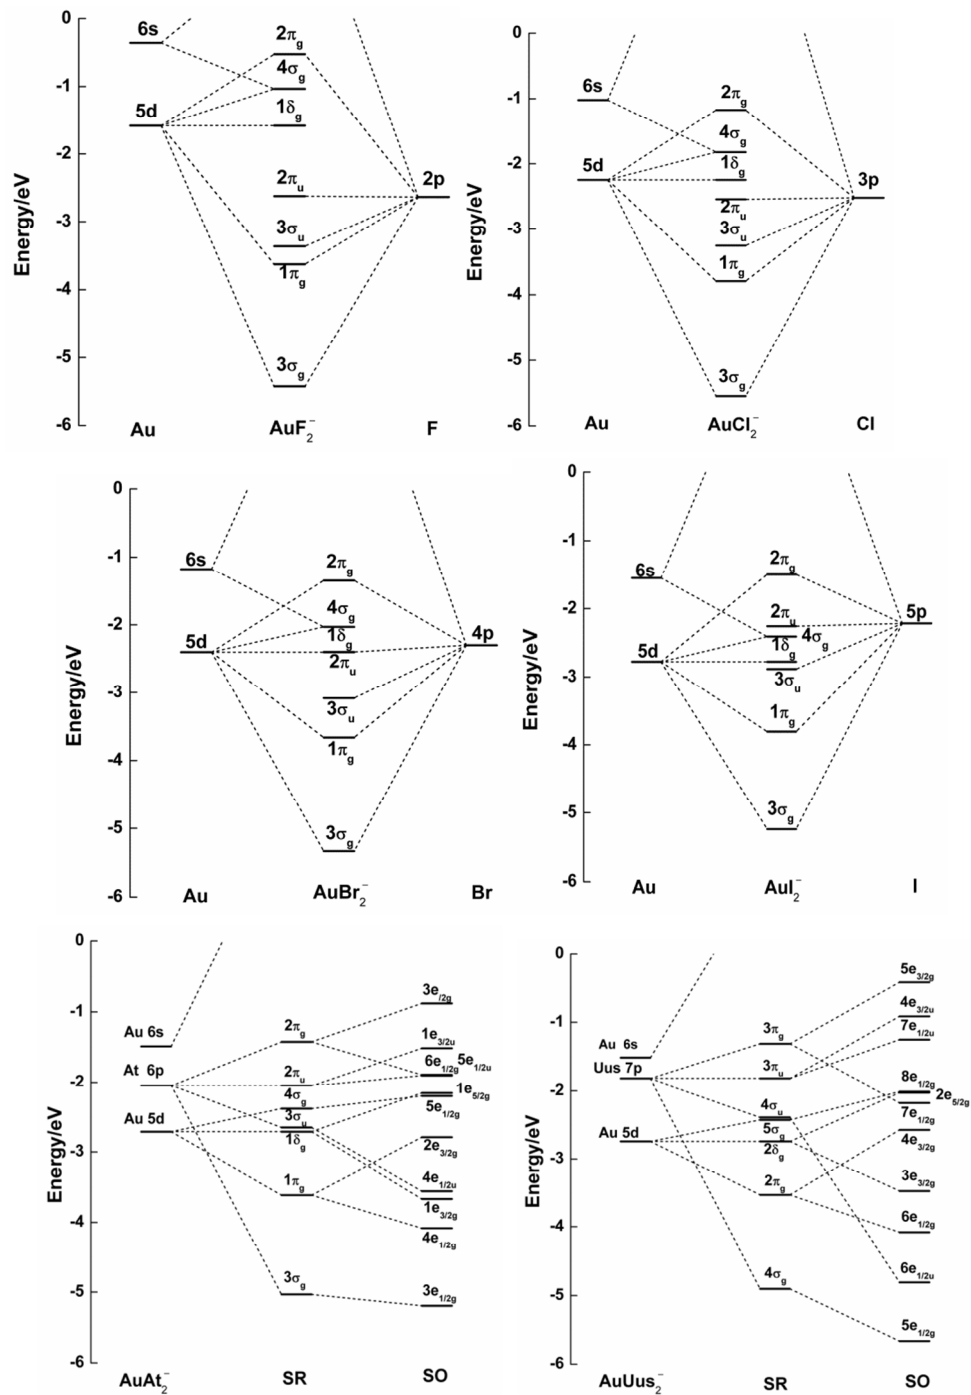 0
-1
-2
-3
-4
-5
-6
Energy/eV
6s
5d
2πg
4σg
1δg
2πu
3σu
1πg
3σg
2p
Au
AuF2−
F
0
-1
-2
-3
-4
-5
-6
Energy/eV
6s
5d
2πg
4σg
1δg
2πu
3σu
1πg
3σg
3p
Au
AuCl2−
Cl
0
-1
-2
-3
-4
-5
-6
Energy/eV
6s
5d
2πg
4σg
1δg
2πu
3σu
1πg
3σg
4p
Au
AuBr2−
Br
0
-1
-2
-3
-4
-5
-6
Energy/eV
6s
5d
2πg
2πu
4σg
1δg
3σu
1πg
3σg
5p
Au
AuI2−
I
0
-1
-2
-3
-4
-5
-6
Energy/eV
Au 6s
At 6p
Au 5d
2πg
2πu
4σg
3σu
1δg
1πg
3σg
3e/2g
1e3/2u
6e1/2g 5e1/2u
1e5/2g
5e1/2g
2e3/2g
4e1/2u
1e3/2g
4e1/2g
3e1/2g
AuAt2−
SR
SO
0
-1
-2
-3
-4
-5
-6
Energy/eV
Au 6s
Uus 7p
Au 5d
3πg
3πu
4σu
5σg
2δg
2πg
4σg
5e3/2g
4e3/2u
7e1/2u
8e1/2g
2e5/2g
7e1/2g
4e3/2g
3e3/2g
6e1/2g
6e1/2u
5e1/2g
AuUus2−
SR
SO